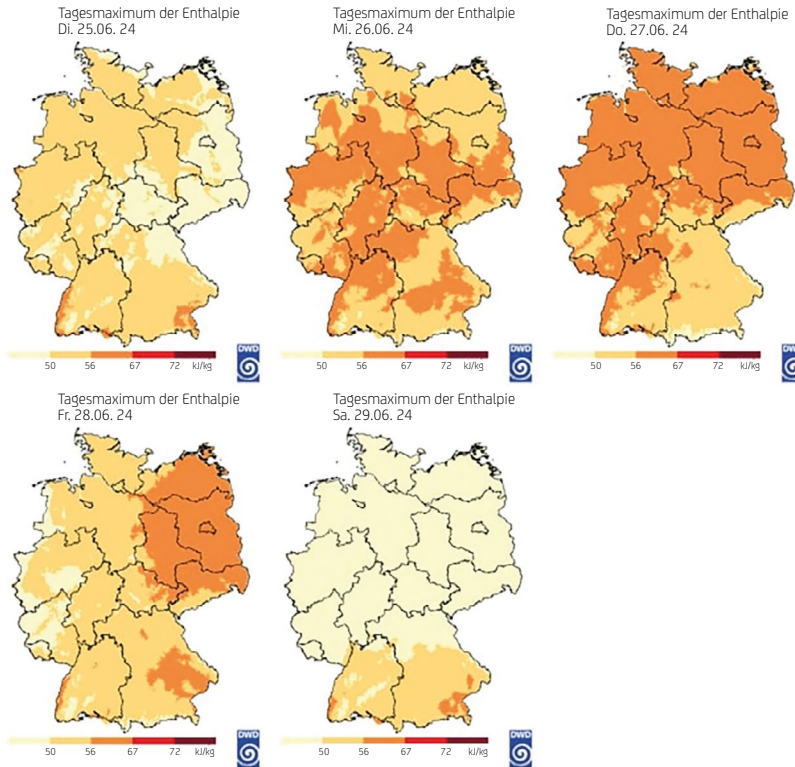 Tagesmaximum der Enthalpie
Di. 25.06. 24
50 56 67 72 kJ/kg
DWD
Tagesmaximum der Enthalpie
Mi. 26.06. 24
50 56 67 72 kJ/kg
DWD
Tagesmaximum der Enthalpie
Do. 27.06. 24
50 56 67 72 kJ/kg
DWD
Tagesmaximum der Enthalpie
Fr. 28.06. 24
50 56 67 72 kJ/kg
DWD
Tagesmaximum der Enthalpie
Sa. 29.06. 24
50 56 67 72 kJ/kg
DWD